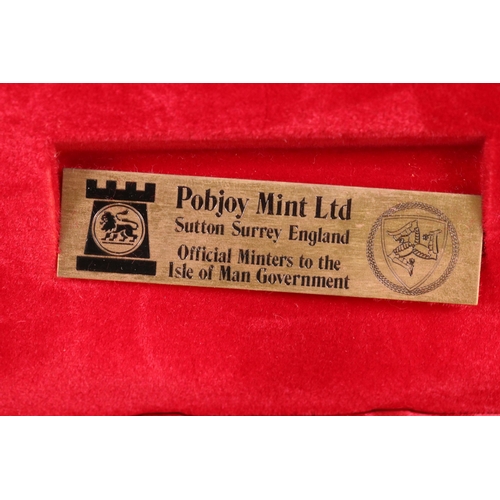 Pobjoy Mint Ltd
Sutton Surrey England
Official Minters to the
Isle of Man Government